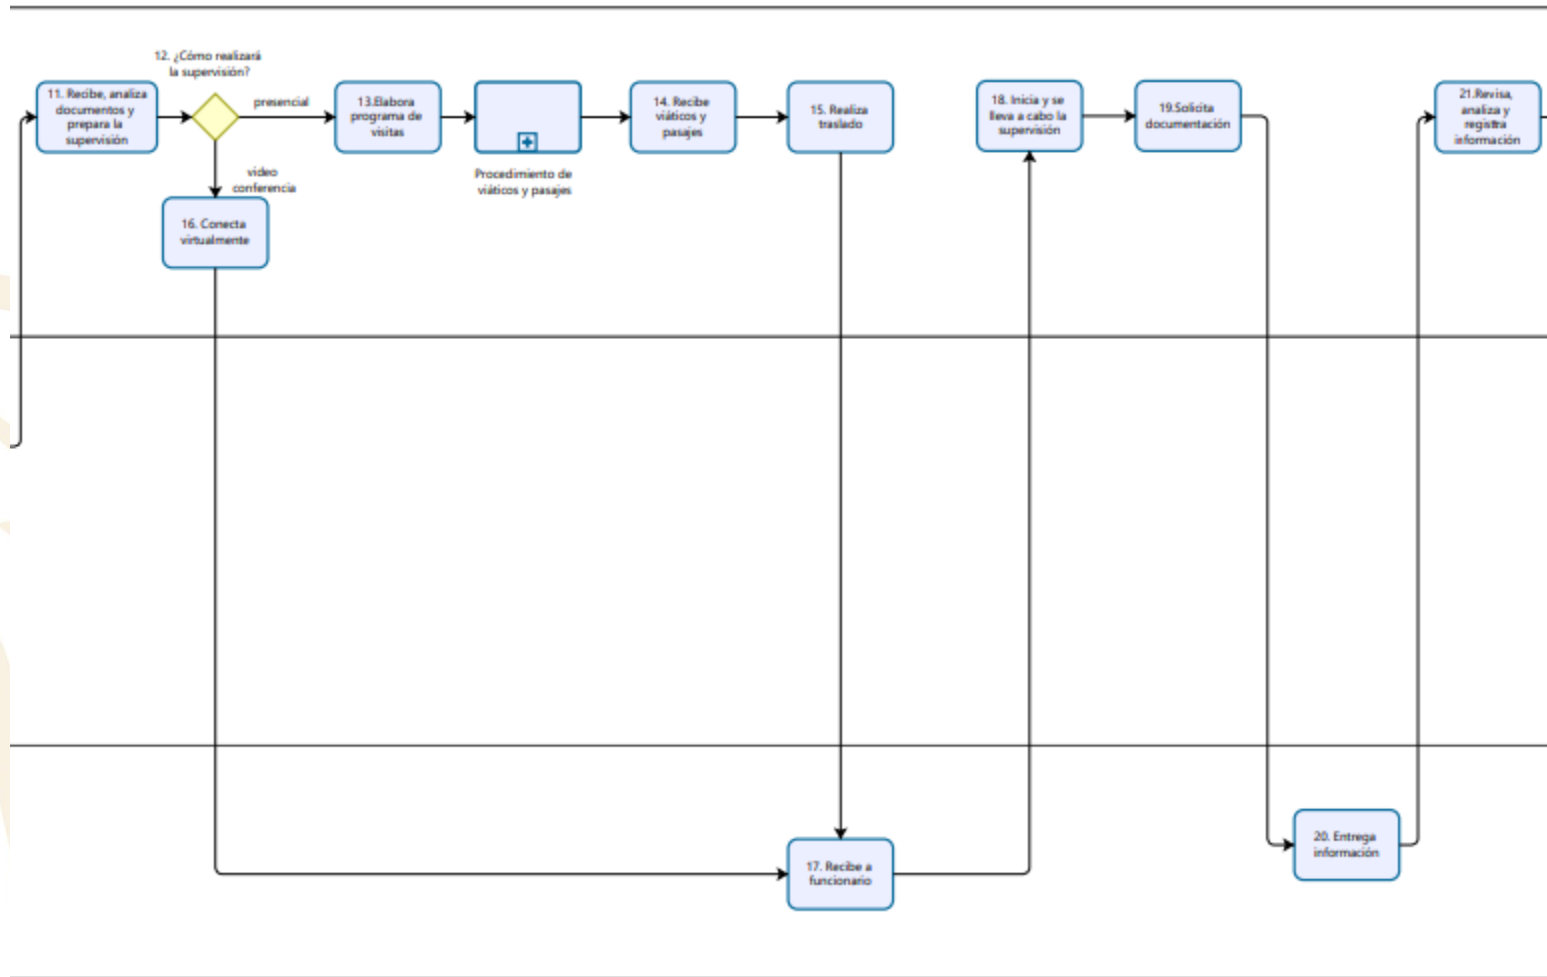 12. ¿Cómo realizará
la supervisión?
11. Recibe, analiza
documentos y
prepara la
supervisión
presencial
13.Elabora
programa de
visitas
Procedimiento de
viáticos y pasajes
14. Recibe
viáticos y
pasajes
15. Realiza
traslado
18. Inicia y se
lleva a cabo la
supervisión
19.Solicita
documentación
21.Revisa,
analiza y
registra
información
video
conferencia
16. Conecta
virtualmente
17. Recibe a
funcionario
20. Entrega
información